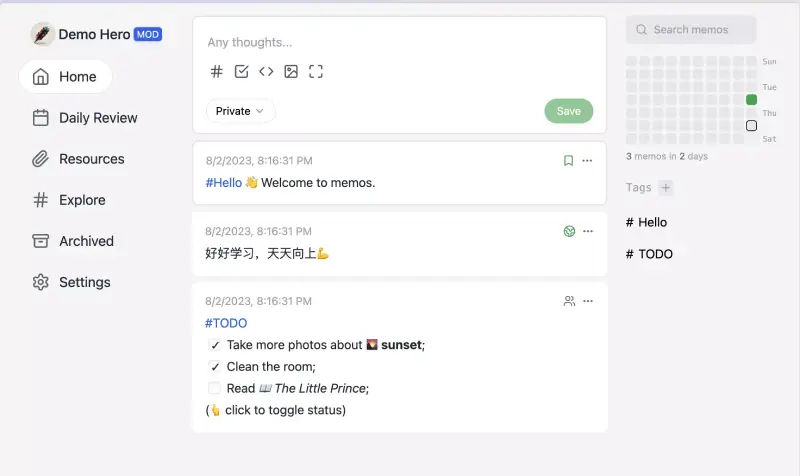 Demo Hero MOD
Home
Daily Review
Resources
Explore
Archived
Settings
Any thoughts...
Private
Save
8/2/2023, 8:16:31 PM
#Hello 👋 Welcome to memos.
8/2/2023, 8:16:31 PM
好好学习，天天向上💪
8/2/2023, 8:16:31 PM
#TODO
Take more photos about 🌄 sunset;
Clean the room;
Read 📖 The Little Prince;
(👆 click to toggle status)
Search memos
Sun
Tue
Thu
Sat
3 memos in 2 days
Tags +
# Hello
# TODO